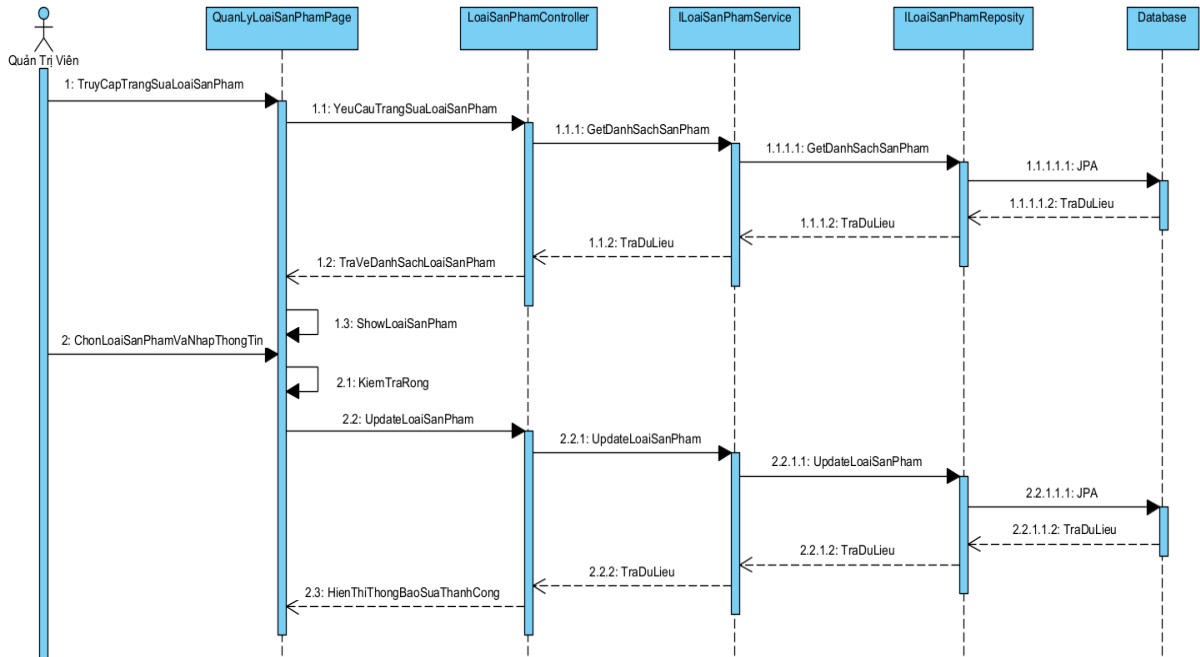 QuanLyLoaiSanPhamPage
LoaiSanPhamController
ILoaiSanPhamService
ILoaiSanPhamReposity
Database
Quản Trị Viên
1: TruyCapTrangSuaLoaiSanPham
1.1: YeuCauTrangSuaLoaiSanPham
1.1.1: GetDanhSachSanPham
1.1.1.1: GetDanhSachSanPham
1.1.1.1.1: JPA
1.1.1.1.2: TraDuLieu
1.1.1.2: TraDuLieu
1.1.2: TraDuLieu
1.2: TraVeDanhSachLoaiSanPham
1.3: ShowLoaiSanPham
2: ChonLoaiSanPhamVaNhapThongTin
2.1: KiemTraRong
2.2: UpdateLoaiSanPham
2.2.1: UpdateLoaiSanPham
2.2.1.1: UpdateLoaiSanPham
2.2.1.1.1: JPA
2.2.1.1.2: TraDuLieu
2.2.1.2: TraDuLieu
2.2.2: TraDuLieu
2.3: HienThiThongBaoSuaThanhCong